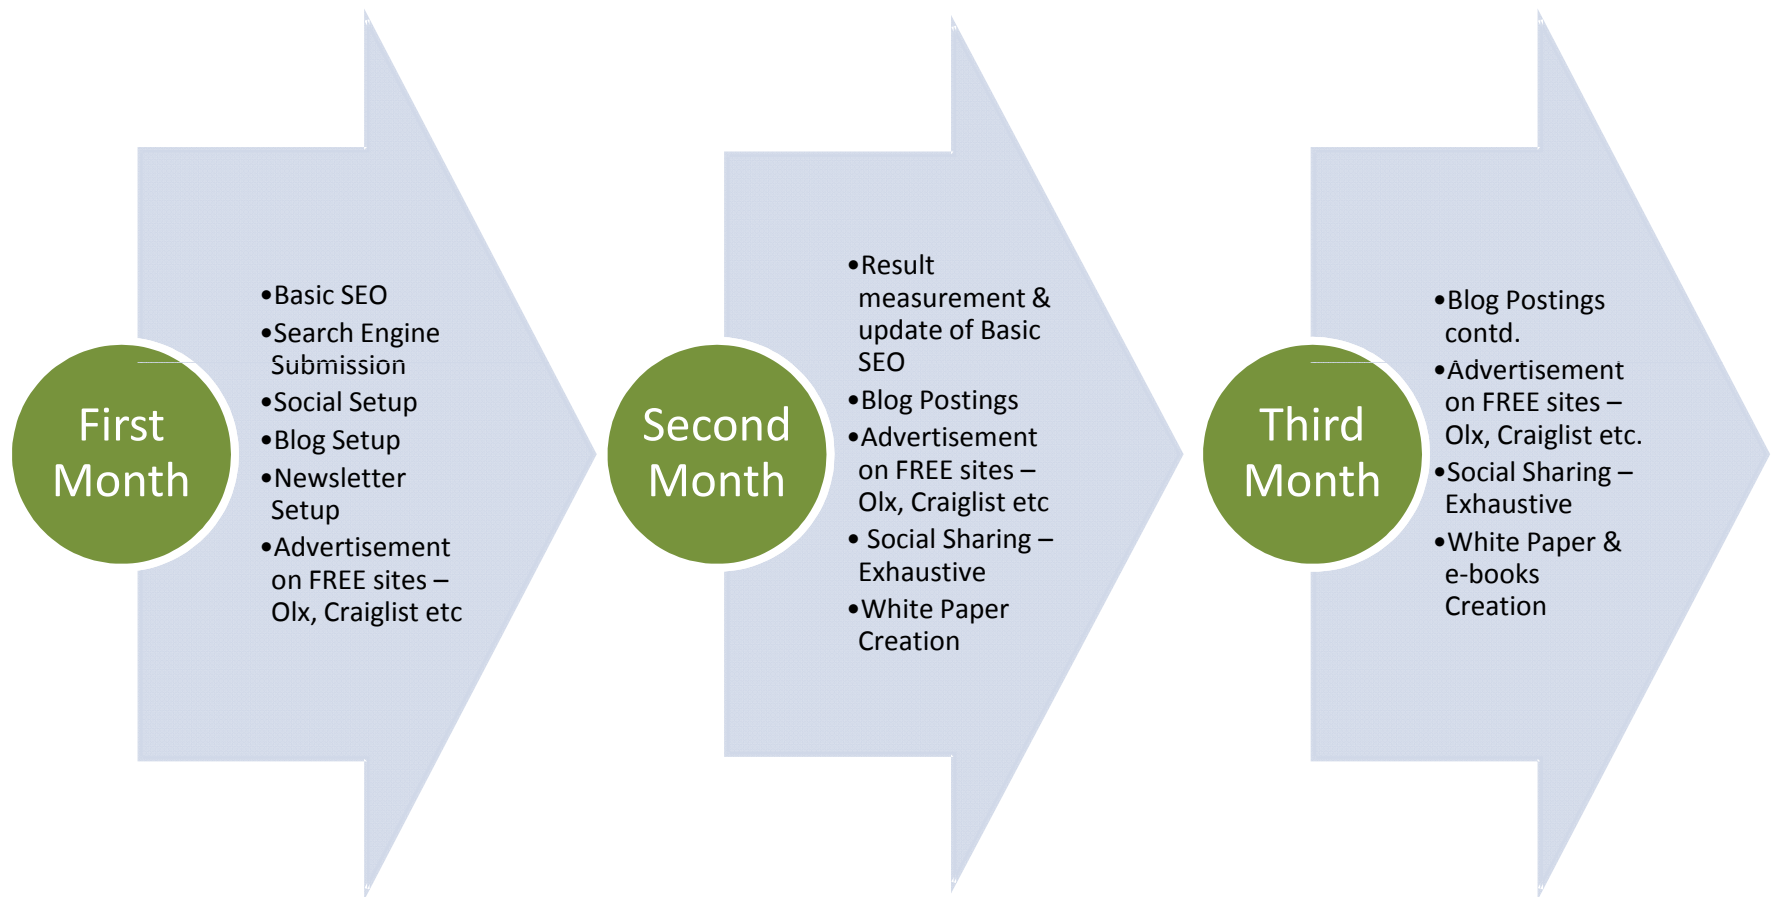 First
Month
•Basic SEO
•Search Engine
Submission
•Social Setup
•Blog Setup
•Newsletter
Setup
•Advertisement
on FREE sites –
Olx, Craiglist etc
Second
Month
•Result
measurement &
update of Basic
SEO
•Blog Postings
•Advertisement
on FREE sites –
Olx, Craiglist etc
• Social Sharing –
Exhaustive
•White Paper
Creation
Third
Month
•Blog Postings
contd.
•Advertisement
on FREE sites –
Olx, Craiglist etc.
•Social Sharing –
Exhaustive
•White Paper &
e-books
Creation